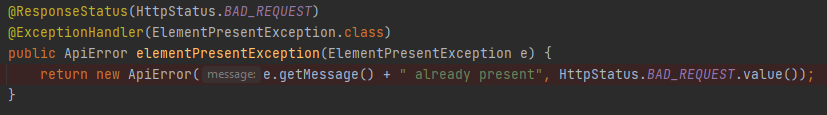 @ResponseStatus(HttpStatus.BAD_REQUEST)
@ExceptionHandler(ElementPresentException.class)
public ApiError elementPresentException(ElementPresentException e) {
    return new ApiError( message: e.getMessage() + " already present", HttpStatus.BAD_REQUEST.value());
}